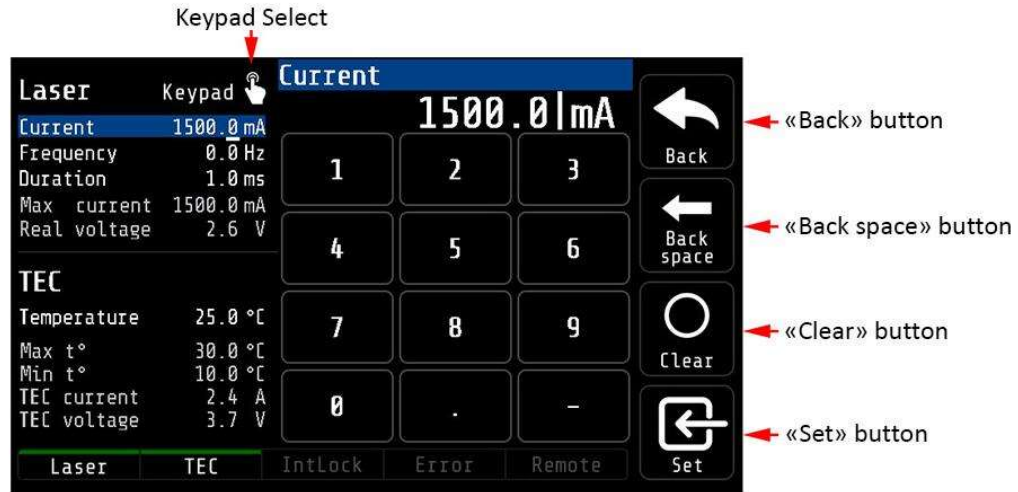 Keypad Select
Laser Keypad
Current 1500.0 mA
Frequency 0.0 Hz
Duration 1.0 ms
Max current 1500.0 mA
Real voltage 2.6 V
TEC
Temperature 25.0 °C
Max t° 30.0 °C
Min t° 10.0 °C
TEC current 2.4 A
TEC voltage 3.7 V
Current
1500.0|mA
1 2 3
4 5 6
7 8 9
0 . -
Back
Back
space
Clear
Set
«Back» button
«Back space» button
«Clear» button
«Set» button
Laser TEC IntLock Error Remote